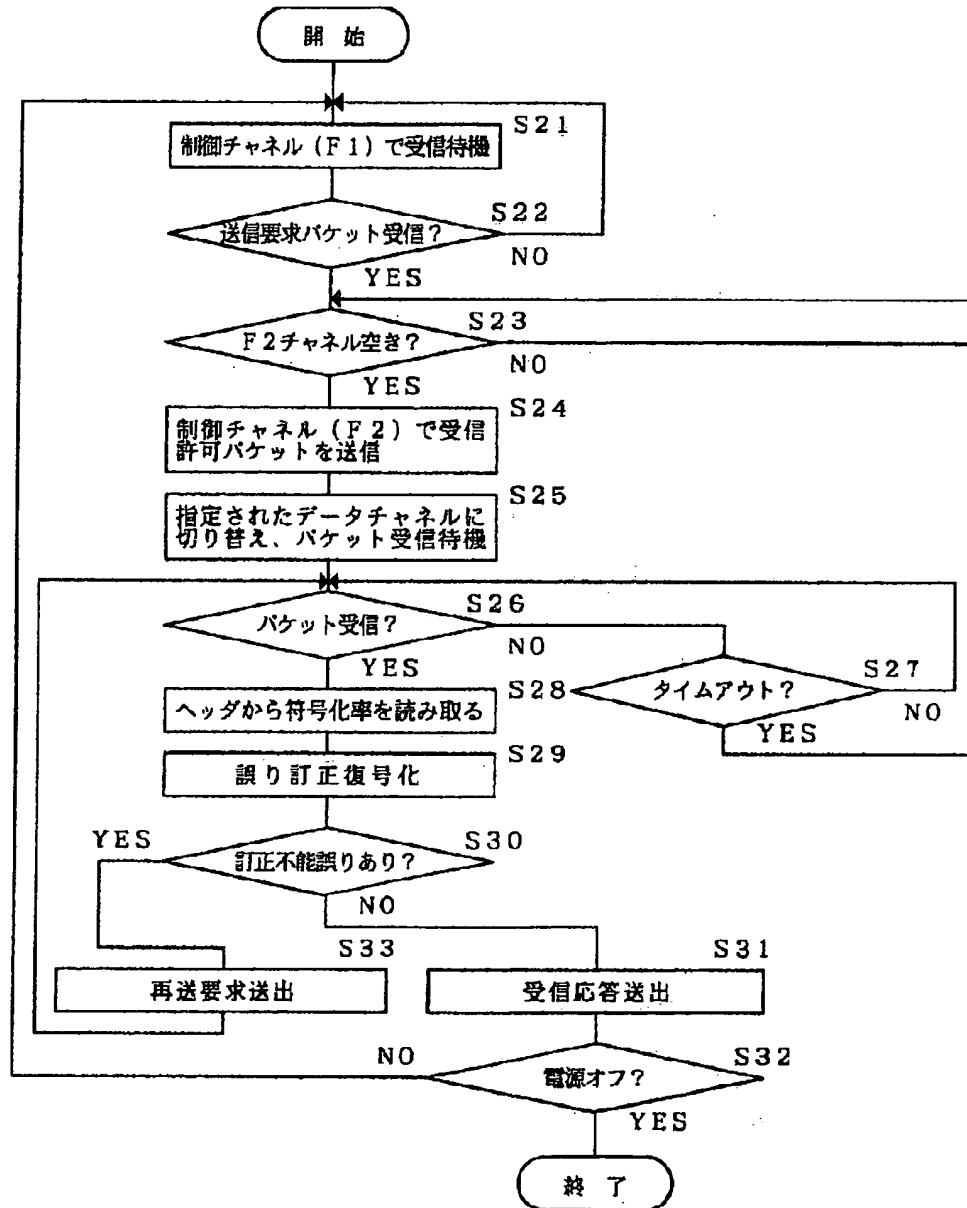 開始
S21
制御チャネル（F1）で受信待機
S22
送信要求パケット受信？
NO
YES
S23
F2チャネル空き？
NO
YES
S24
制御チャネル（F2）で受信
許可パケットを送信
S25
指定されたデータチャネルに
切り替え、パケット受信待機
S26
パケット受信？
NO
YES
S27
タイムアウト？
NO
YES
S28
ヘッダから符号化率を読み取る
S29
誤り訂正復号化
YES
S30
訂正不能誤りあり？
NO
S33
再送要求送出
S31
受信応答送出
NO
S32
電源オフ？
YES
終了